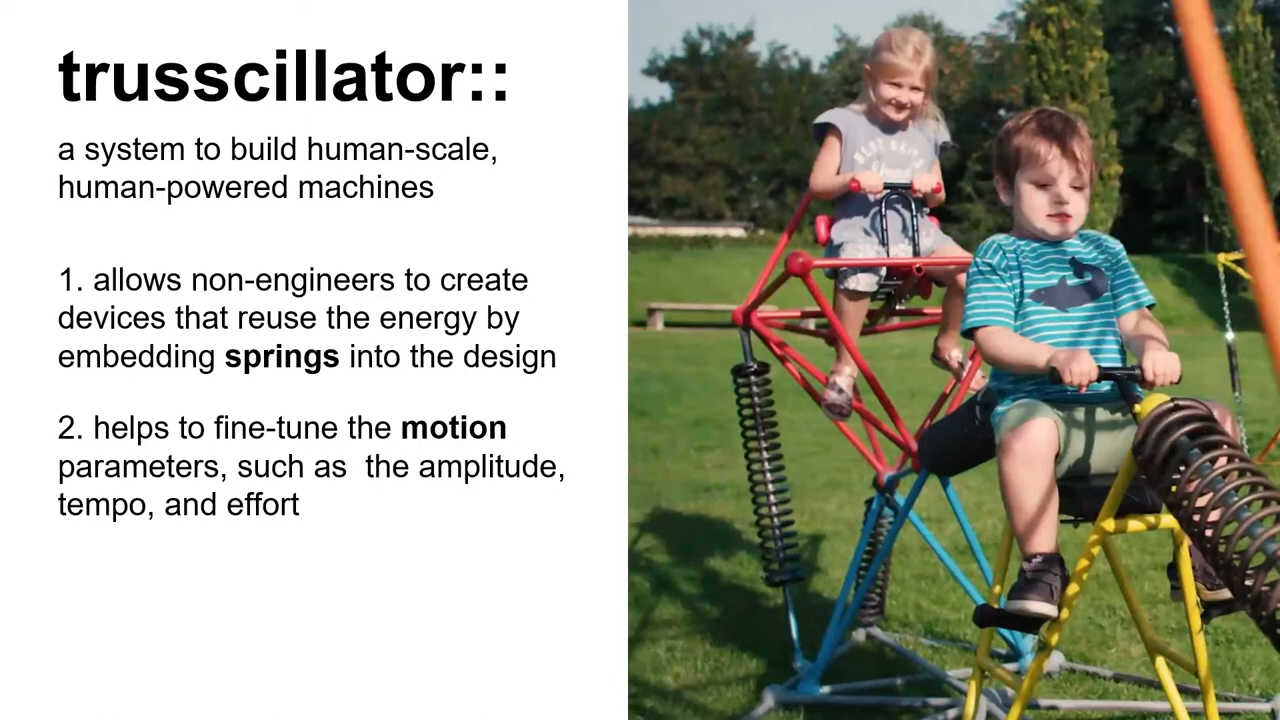 trusscillator::
a system to build human-scale,
human-powered machines
1. allows non-engineers to create
devices that reuse the energy by
embedding springs into the design
2. helps to fine-tune the motion
parameters, such as  the amplitude,
tempo, and effort